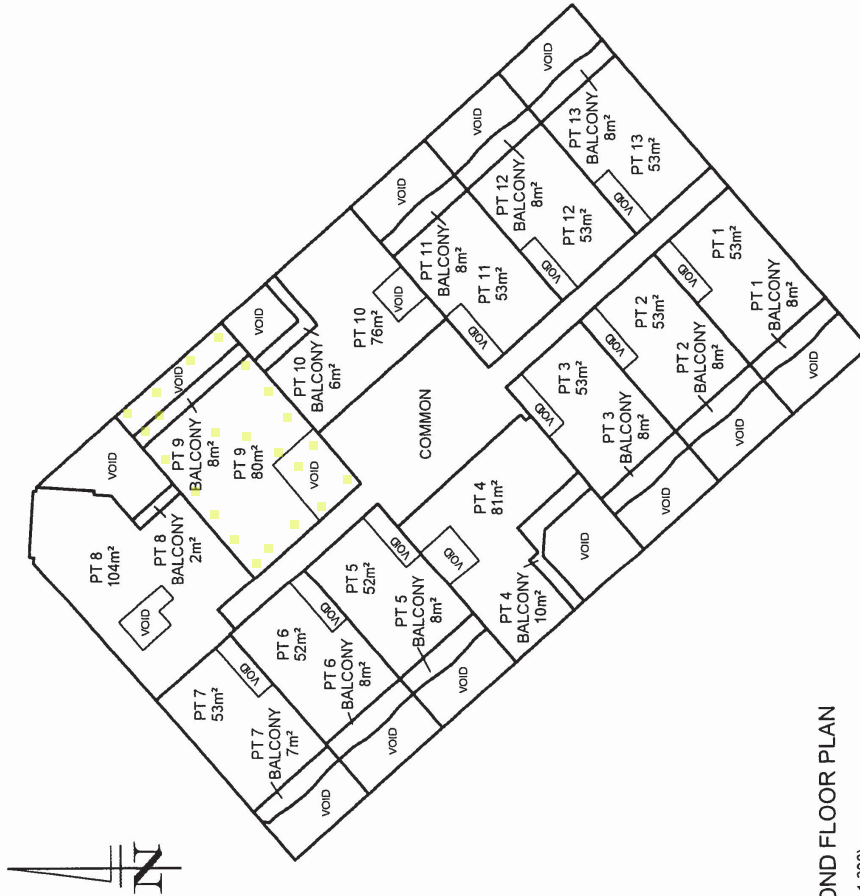 VOID
VOID
VOID
PT 13
BALCONY
8m²
PT 13
53m²
VOID
PT 12
BALCONY
8m²
PT 12
53m²
VOID
PT 11
BALCONY
8m²
PT 11
53m²
VOID
VOID
PT 10
76m²
PT 10
BALCONY
6m²
VOID
VOID
PT 9
BALCONY
8m²
PT 9
80m²
VOID
VOID
PT 8
104m²
PT 8
BALCONY
2m²
VOID
COMMON
PT 1
53m²
VOID
PT 1
BALCONY
8m²
VOID
PT 2
53m²
VOID
PT 2
BALCONY
8m²
VOID
PT 3
53m²
VOID
PT 3
BALCONY
8m²
VOID
PT 4
81m²
VOID
PT 4
BALCONY
10m²
VOID
PT 5
52m²
VOID
PT 5
BALCONY
8m²
VOID
PT 6
52m²
VOID
PT 6
BALCONY
8m²
VOID
PT 7
53m²
VOID
PT 7
BALCONY
7m²
VOID
N
OND FLOOR PLAN